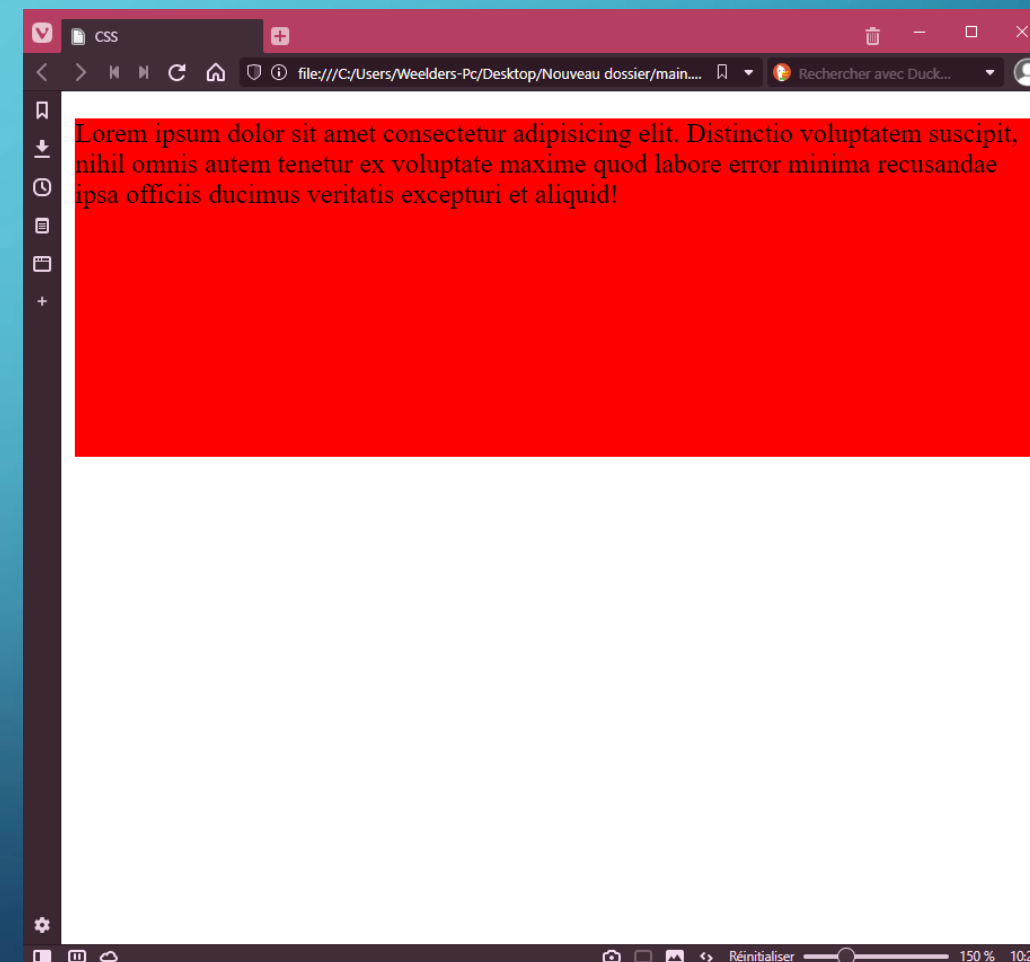 CSS
file:///C:/Users/Weelders-Pc/Desktop/Nouveau dossier/main....
Rechercher avec Duck...
Lorem ipsum dolor sit amet consectetur adipisicing elit. Distinctio voluptatem suscipit,
nihil omnis autem tenetur ex voluptate maxime quod labore error minima recusandae
ipsa officiis ducimus veritatis excepturi et aliquid!
Réinitialiser
150 %